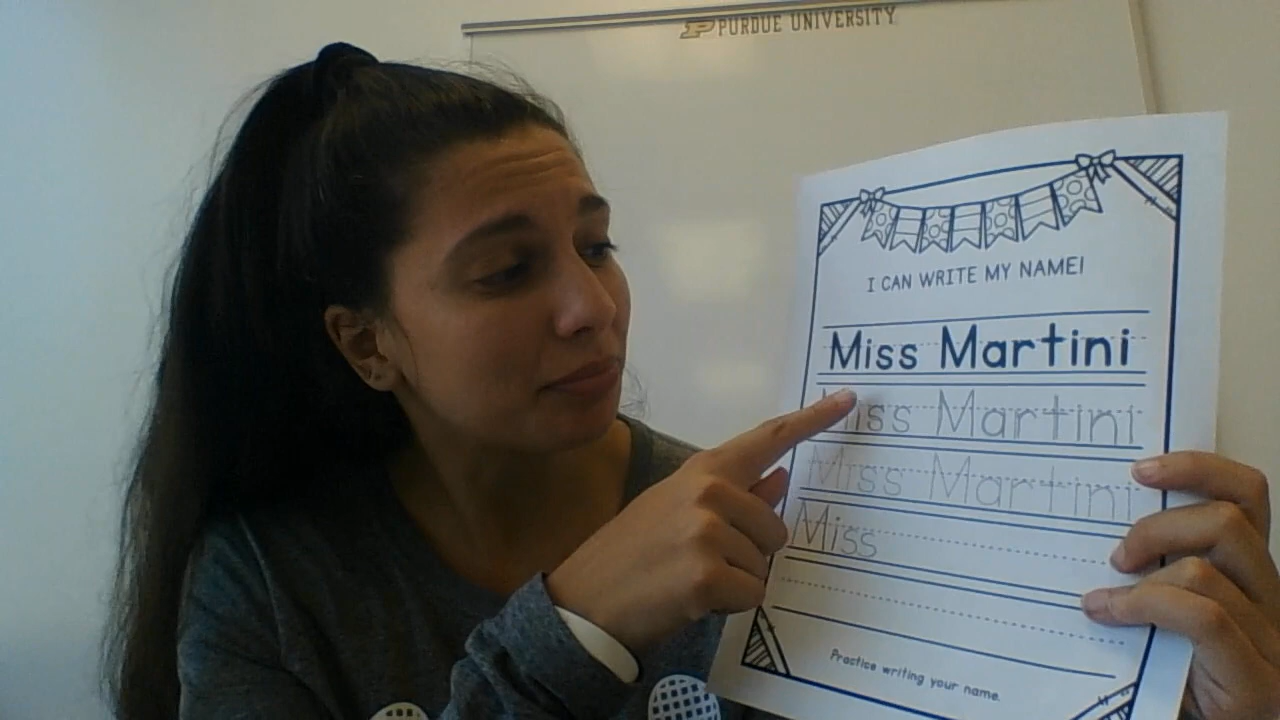 PURDUE UNIVERSITY
I CAN WRITE MY NAME!
Miss Martini
Miss Martini
Miss Martini
Miss
Practice writing your name.